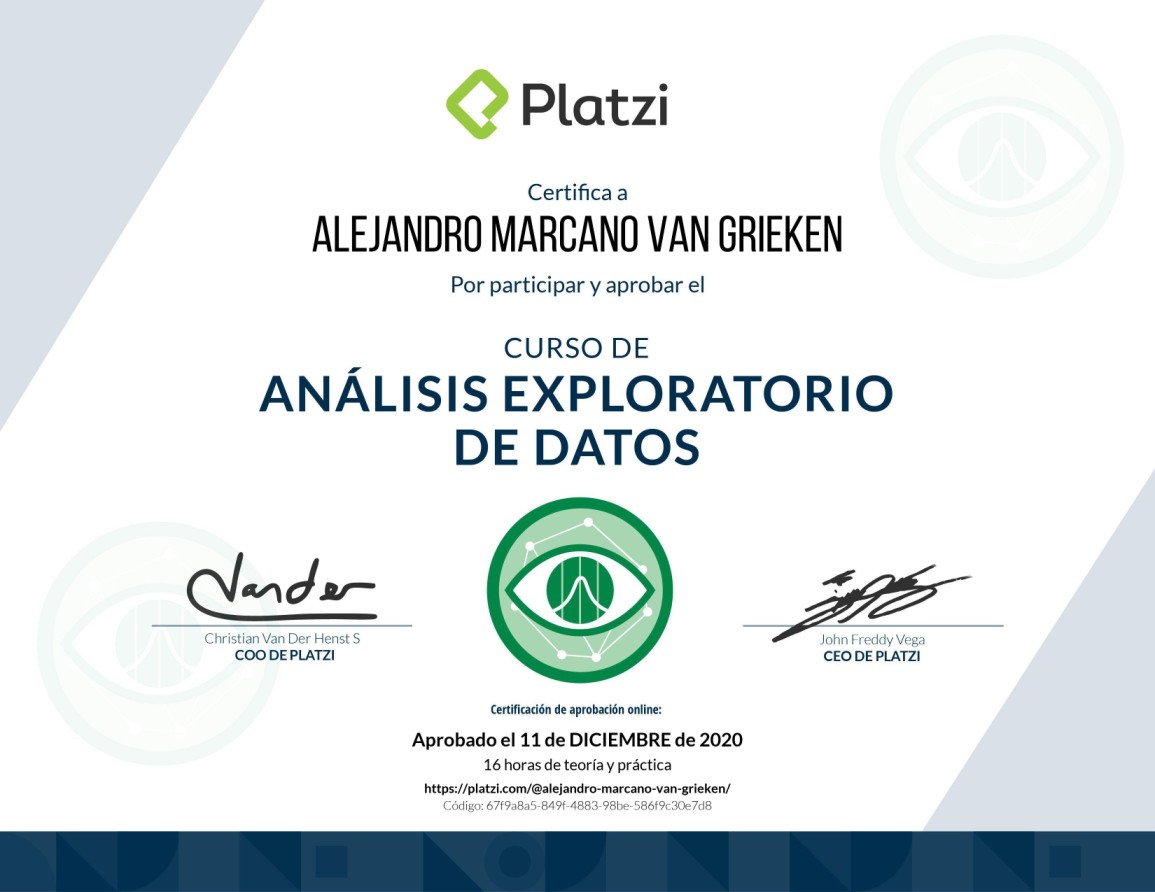 Platzi
Certifica a
ALEJANDRO MARCANO VAN GRIEKEN
Por participar y aprobar el
CURSO DE
ANÁLISIS EXPLORATORIO
DE DATOS
Vander
Christian Van Der Henst S
COO DE PLATZI
John Freddy Vega
CEO DE PLATZI
Certificación de aprobación online:
Aprobado el 11 de DICIEMBRE de 2020
16 horas de teoría y práctica
https://platzi.com/@alejandro-marcano-van-grieken/
Código: 67f9a8a5-849f-4883-98be-586f9c30e7d8